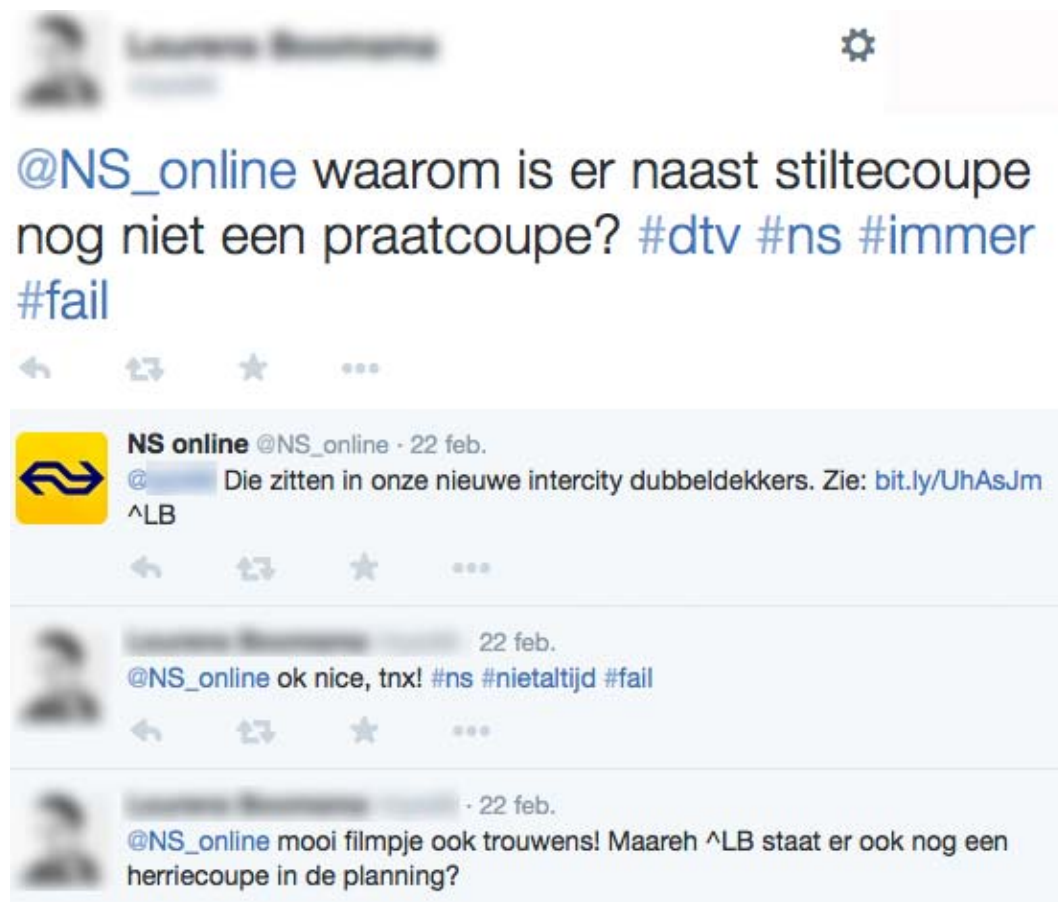 @NS_online waarom is er naast stiltecoupe
nog niet een praatcoupe? #dtv #ns #immer
#fail
NS online @NS_online · 22 feb.
@ Die zitten in onze nieuwe intercity dubbeldekkers. Zie: bit.ly/UhAsJm
^LB
22 feb.
@NS_online ok nice, tnx! #ns #nietaltijd #fail
· 22 feb.
@NS_online mooi filmpje ook trouwens! Maareh ^LB staat er ook nog een
herriecoupe in de planning?